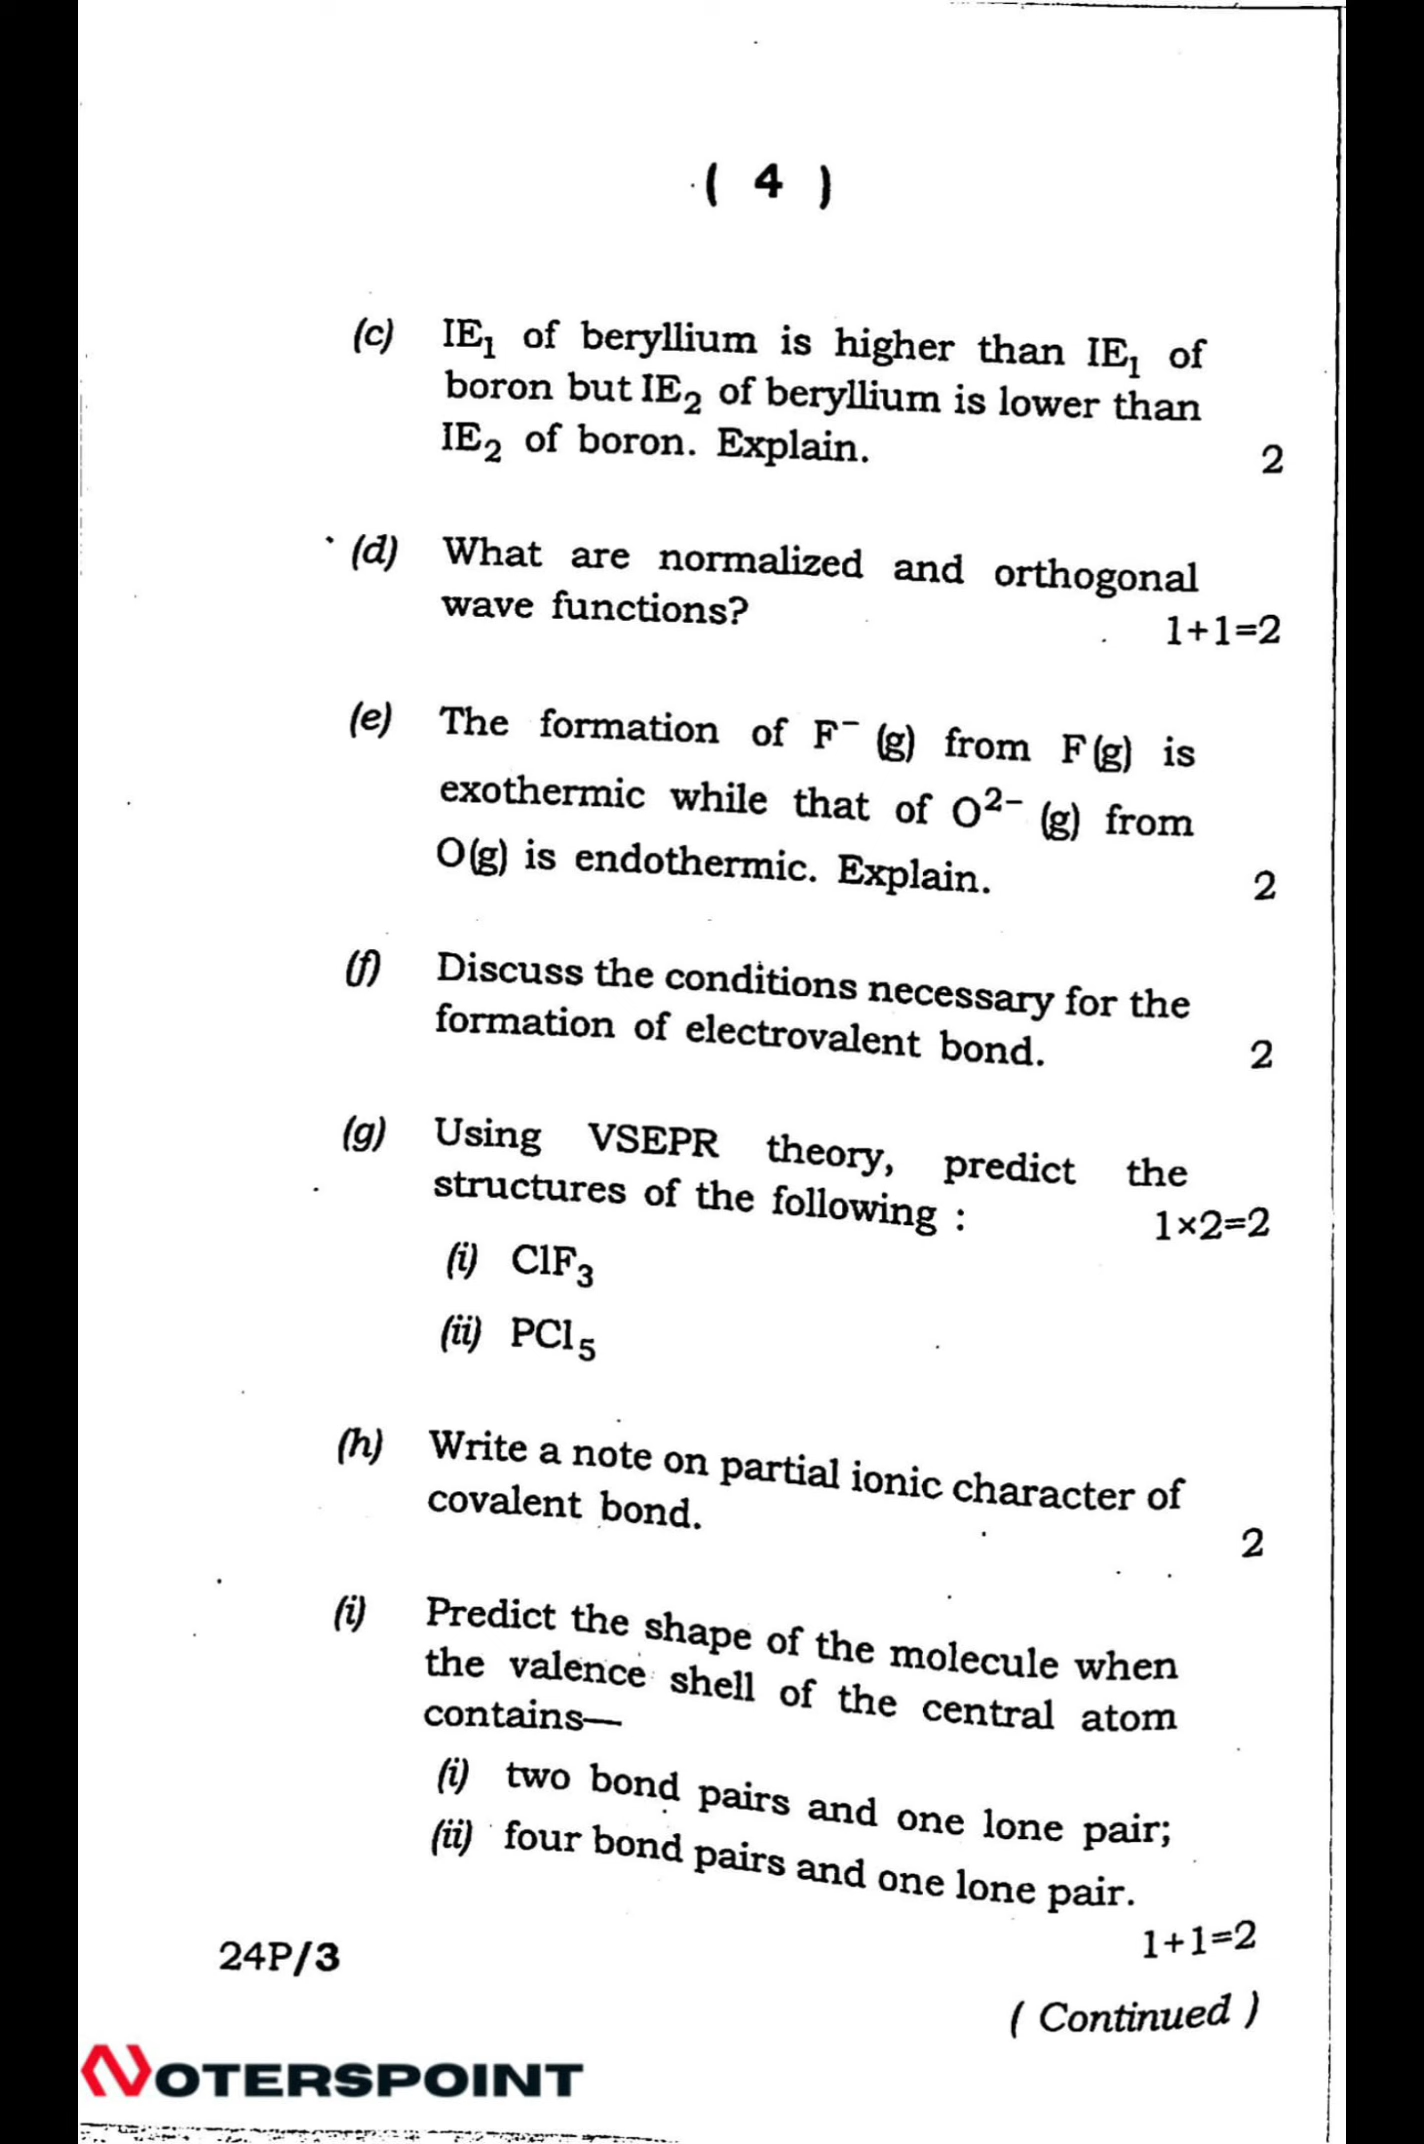 ( 4 )
(c) IE₁ of beryllium is higher than IE₁ of
boron but IE₂ of beryllium is lower than
IE₂ of boron. Explain. 2
(d) What are normalized and orthogonal
wave functions? 1+1=2
(e) The formation of F⁻ (g) from F(g) is
exothermic while that of O²⁻ (g) from
O(g) is endothermic. Explain. 2
(f) Discuss the conditions necessary for the
formation of electrovalent bond. 2
(g) Using VSEPR theory, predict the
structures of the following : 1×2=2
(i) ClF₃
(ii) PCl₅
(h) Write a note on partial ionic character of
covalent bond. 2
(i) Predict the shape of the molecule when
the valence shell of the central atom
contains—
(i) two bond pairs and one lone pair;
(ii) four bond pairs and one lone pair.
1+1=2
24P/3
( Continued )
NOTERSPOINT